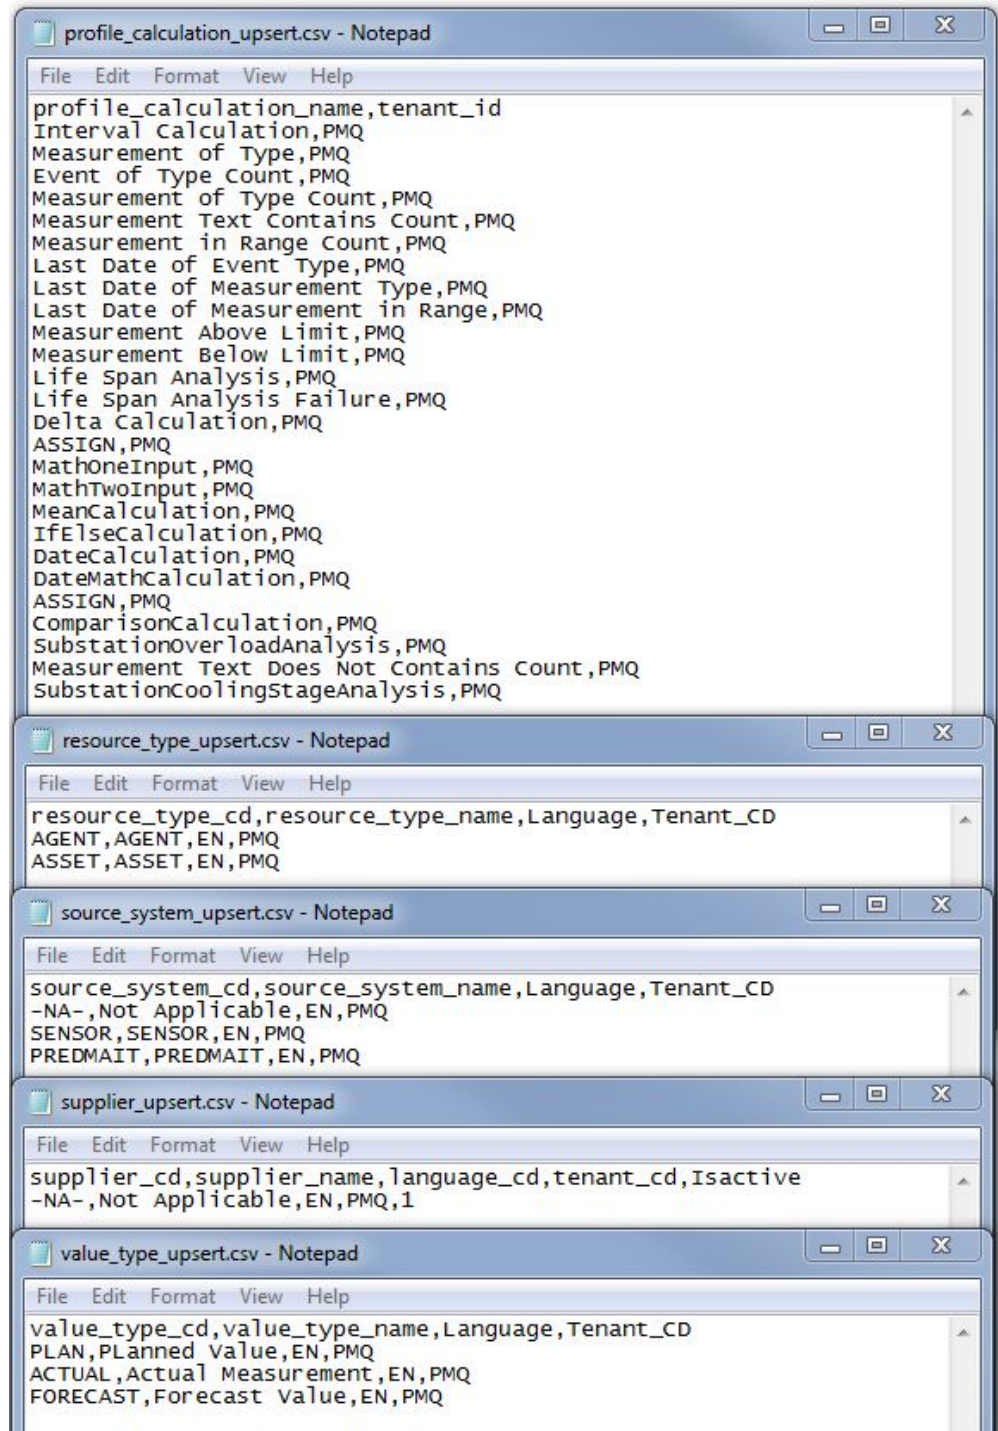 profile_calculation_upsert.csv - Notepad
File Edit Format View Help
profile_calculation_name,tenant_id
Interval Calculation,PMQ
Measurement of Type,PMQ
Event of Type Count,PMQ
Measurement of Type Count,PMQ
Measurement Text Contains Count,PMQ
Measurement in Range Count,PMQ
Last Date of Event Type,PMQ
Last Date of Measurement Type,PMQ
Last Date of Measurement in Range,PMQ
Measurement Above Limit,PMQ
Measurement Below Limit,PMQ
Life Span Analysis,PMQ
Life Span Analysis Failure,PMQ
Delta Calculation,PMQ
ASSIGN,PMQ
MathOneInput,PMQ
MathTwoInput,PMQ
MeanCalculation,PMQ
IfElseCalculation,PMQ
DateCalculation,PMQ
DateMathCalculation,PMQ
ASSIGN,PMQ
ComparisonCalculation,PMQ
SubstationOverloadAnalysis,PMQ
Measurement Text Does Not Contains Count,PMQ
SubstationCoolingStageAnalysis,PMQ
resource_type_upsert.csv - Notepad
File Edit Format View Help
resource_type_cd,resource_type_name,Language,Tenant_CD
AGENT,AGENT,EN,PMQ
ASSET,ASSET,EN,PMQ
source_system_upsert.csv - Notepad
File Edit Format View Help
source_system_cd,source_system_name,Language,Tenant_CD
-NA-,Not Applicable,EN,PMQ
SENSOR,SENSOR,EN,PMQ
PREDMAIT,PREDMAIT,EN,PMQ
supplier_upsert.csv - Notepad
File Edit Format View Help
supplier_cd,supplier_name,language_cd,tenant_cd,Isactive
-NA-,Not Applicable,EN,PMQ,1
value_type_upsert.csv - Notepad
File Edit Format View Help
value_type_cd,value_type_name,Language,Tenant_CD
PLAN,PLanned Value,EN,PMQ
ACTUAL,Actual Measurement,EN,PMQ
FORECAST,Forecast Value,EN,PMQ